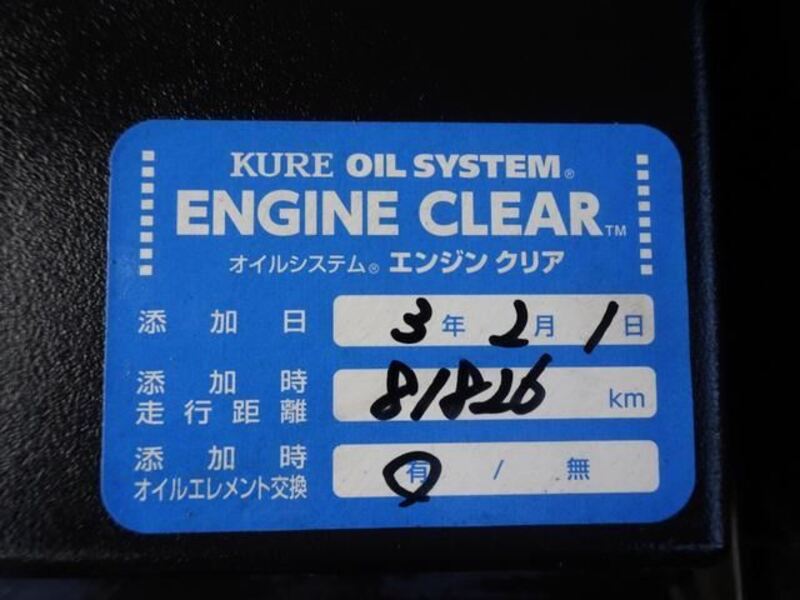 KURE OIL SYSTEM®
ENGINE CLEAR™
オイルシステム® エンジン クリア
添加日 3年 2月 1日
添加時
走行距離 81826 km
添加時
オイルエレメント交換 有 / 無